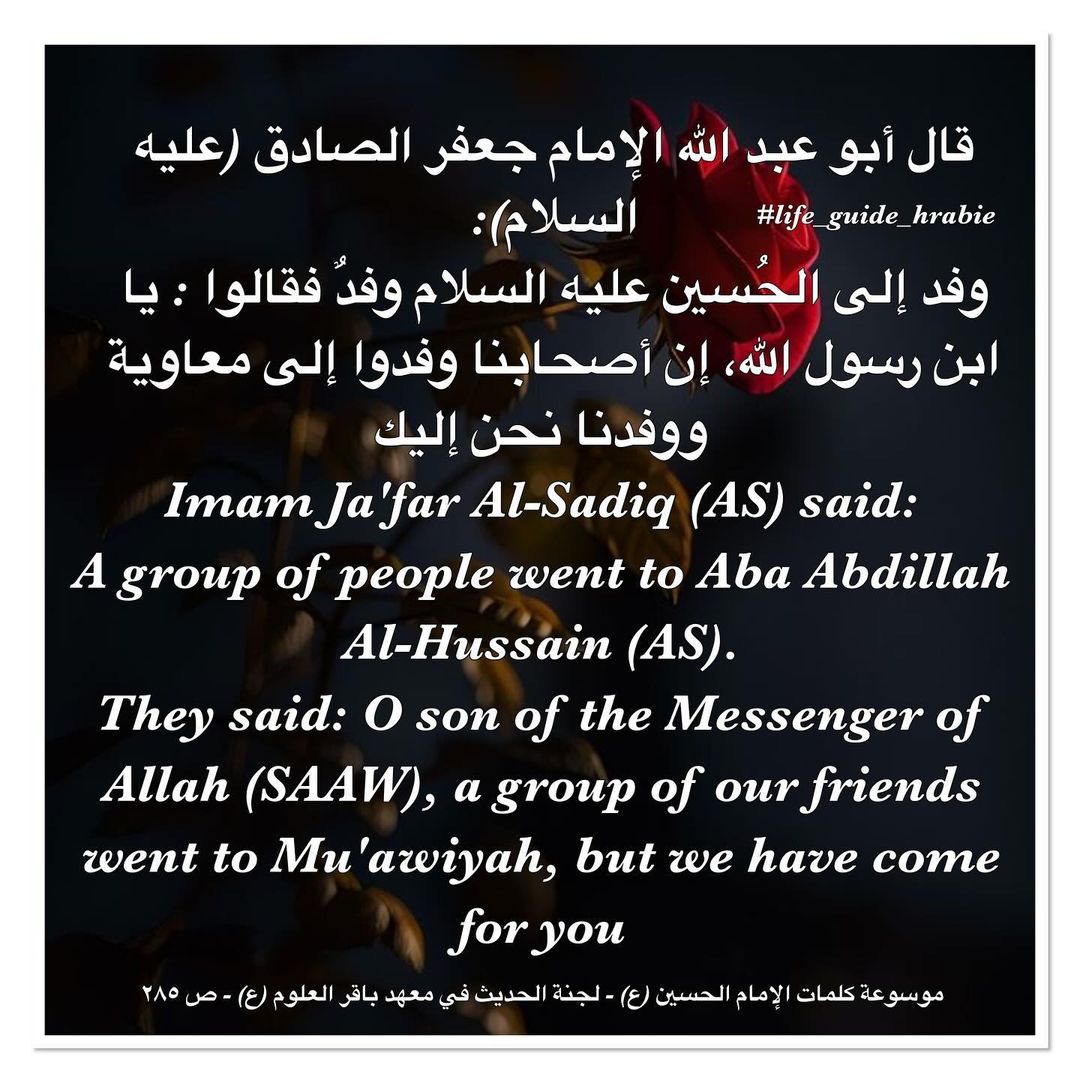 قال أبو عبد الله الإمام جعفر الصادق (عليه
السلام):
#life_guide_hrabie
وفد إلى الحُسين عليه السلام وفدٌ فقالوا : يا
ابن رسول الله، إن أصحابنا وفدوا إلى معاوية
ووفدنا نحن إليك
Imam Ja'far Al-Sadiq (AS) said:
A group of people went to Aba Abdillah
Al-Hussain (AS).
They said: O son of the Messenger of
Allah (SAAW), a group of our friends
went to Mu'awiyah, but we have come
for you
موسوعة كلمات الإمام الحسين (ع) - لجنة الحديث في معهد باقر العلوم (ع) - ص ٢٨٥